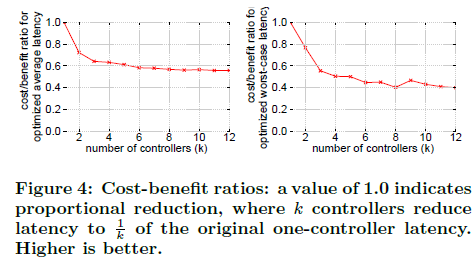 cost/benefit ratio for
optimized average latency
1.0
0.8
0.6
0.4
0.2
0.0
2 4 6 8 10 12
number of controllers (k)
cost/benefit ratio for
optimized worst-case latency
1.0
0.8
0.6
0.4
0.2
0.0
2 4 6 8 10 12
number of controllers (k)
Figure 4: Cost-benefit ratios: a value of 1.0 indicates
proportional reduction, where k controllers reduce
latency to 1/k of the original one-controller latency.
Higher is better.